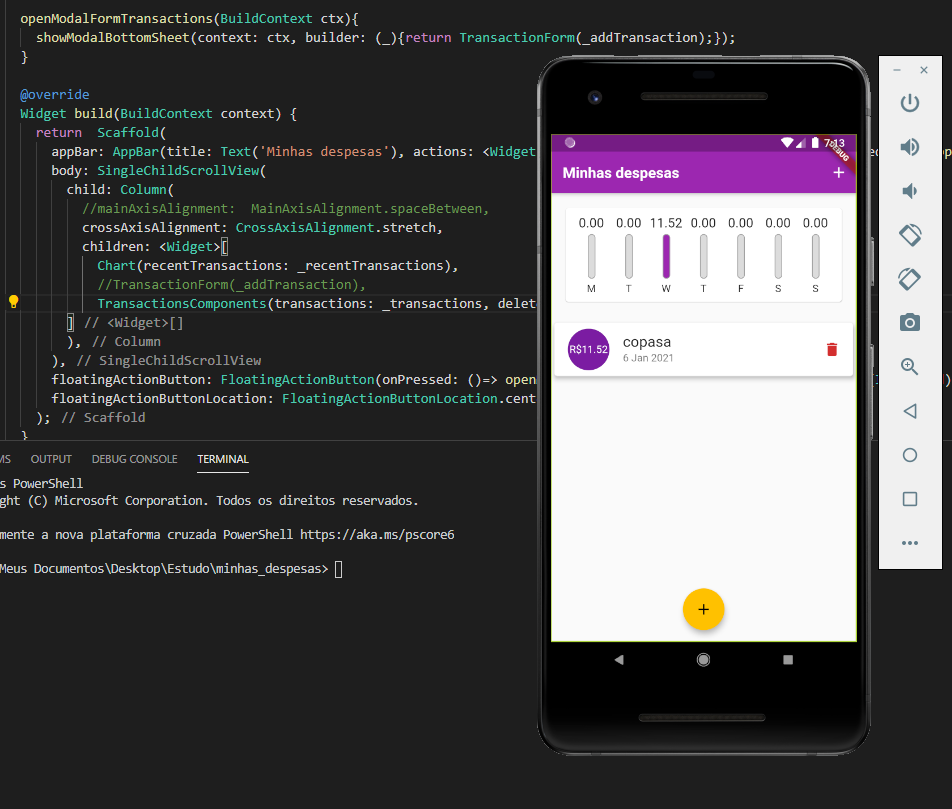 openModalFormTransactions(BuildContext ctx){
showModalBottomSheet(context: ctx, builder: (_){return TransactionForm(_addTransaction);});
}
@override
Widget build(BuildContext context) {
return  Scaffold(
appBar: AppBar(title: Text('Minhas despesas'), actions: <Widget
body: SingleChildScrollView(
child: Column(
//mainAxisAlignment:  MainAxisAlignment.spaceBetween,
crossAxisAlignment: CrossAxisAlignment.stretch,
children: <Widget>[
Chart(recentTransactions: _recentTransactions),
//TransactionForm(_addTransaction),
TransactionsComponents(transactions: _transactions, delet
] // <Widget>[]
), // Column
), // SingleChildScrollView
floatingActionButton: FloatingActionButton(onPressed: ()=> open
floatingActionButtonLocation: FloatingActionButtonLocation.cent
); // Scaffold
}
MS OUTPUT DEBUG CONSOLE TERMINAL
s PowerShell
ght (C) Microsoft Corporation. Todos os direitos reservados.
mente a nova plataforma cruzada PowerShell https://aka.ms/pscore6
Meus Documentos\Desktop\Estudo\minhas_despesas>
7:13
DEBUG
Minhas despesas +
0.00 0.00 11.52 0.00 0.00 0.00 0.00
M T W T F S S
R$11.52 copasa
6 Jan 2021
+